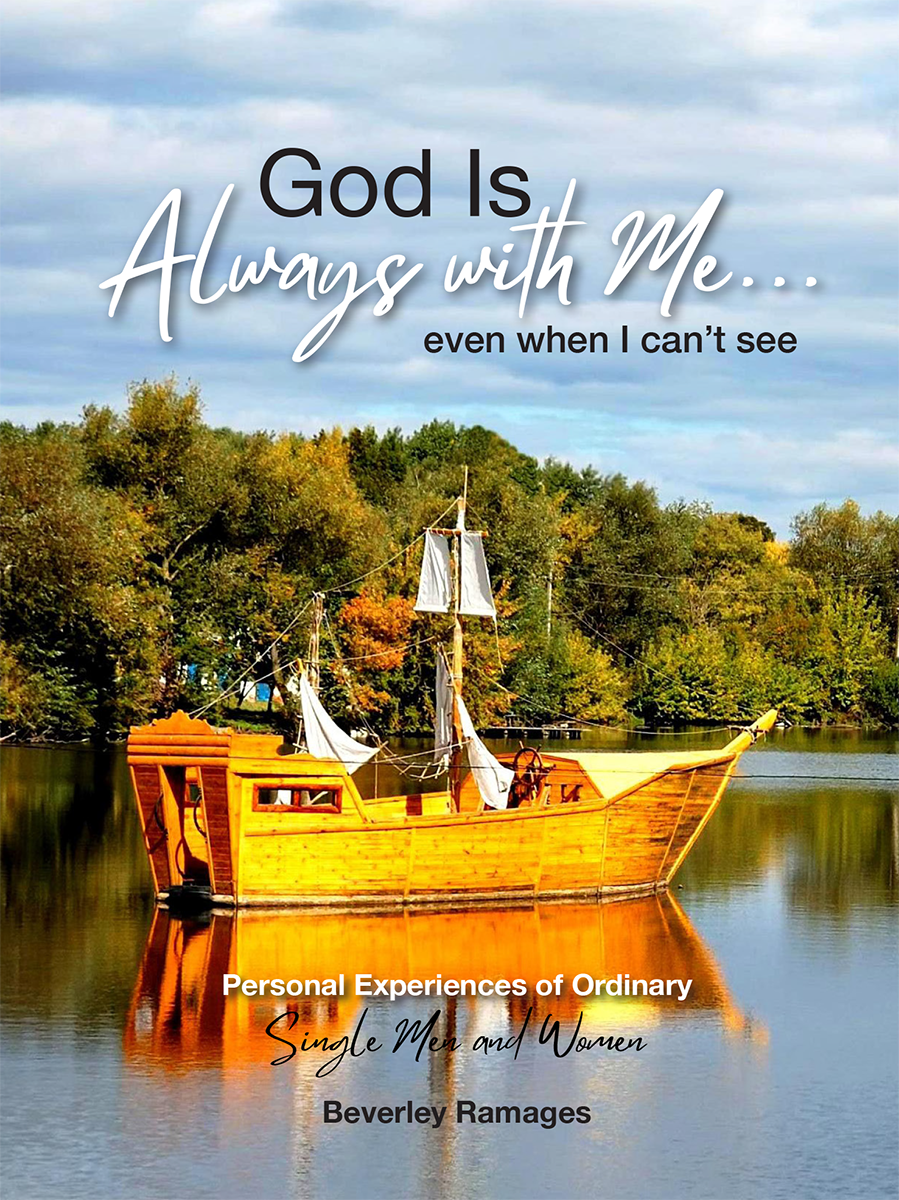 God Is
Always with Me...
even when I can't see
Personal Experiences of Ordinary
Single Men and Women
Beverley Ramages